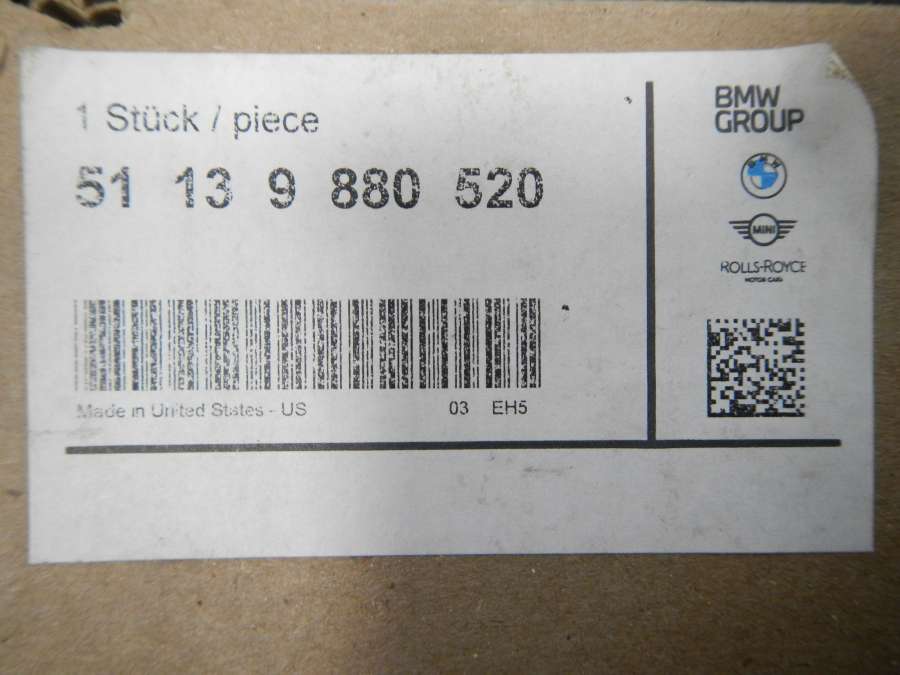 1 Stück / piece
51 13 9 880 520
Made in United States - US 03 EH5
BMW
GROUP
BMW
MINI
ROLLS-ROYCE
MOTOR CARS